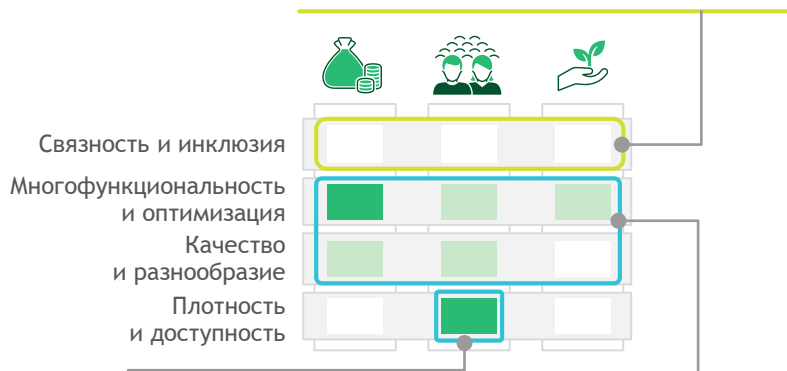 Связность и инклюзия
Многофункциональность
и оптимизация
Качество
и разнообразие
Плотность
и доступность